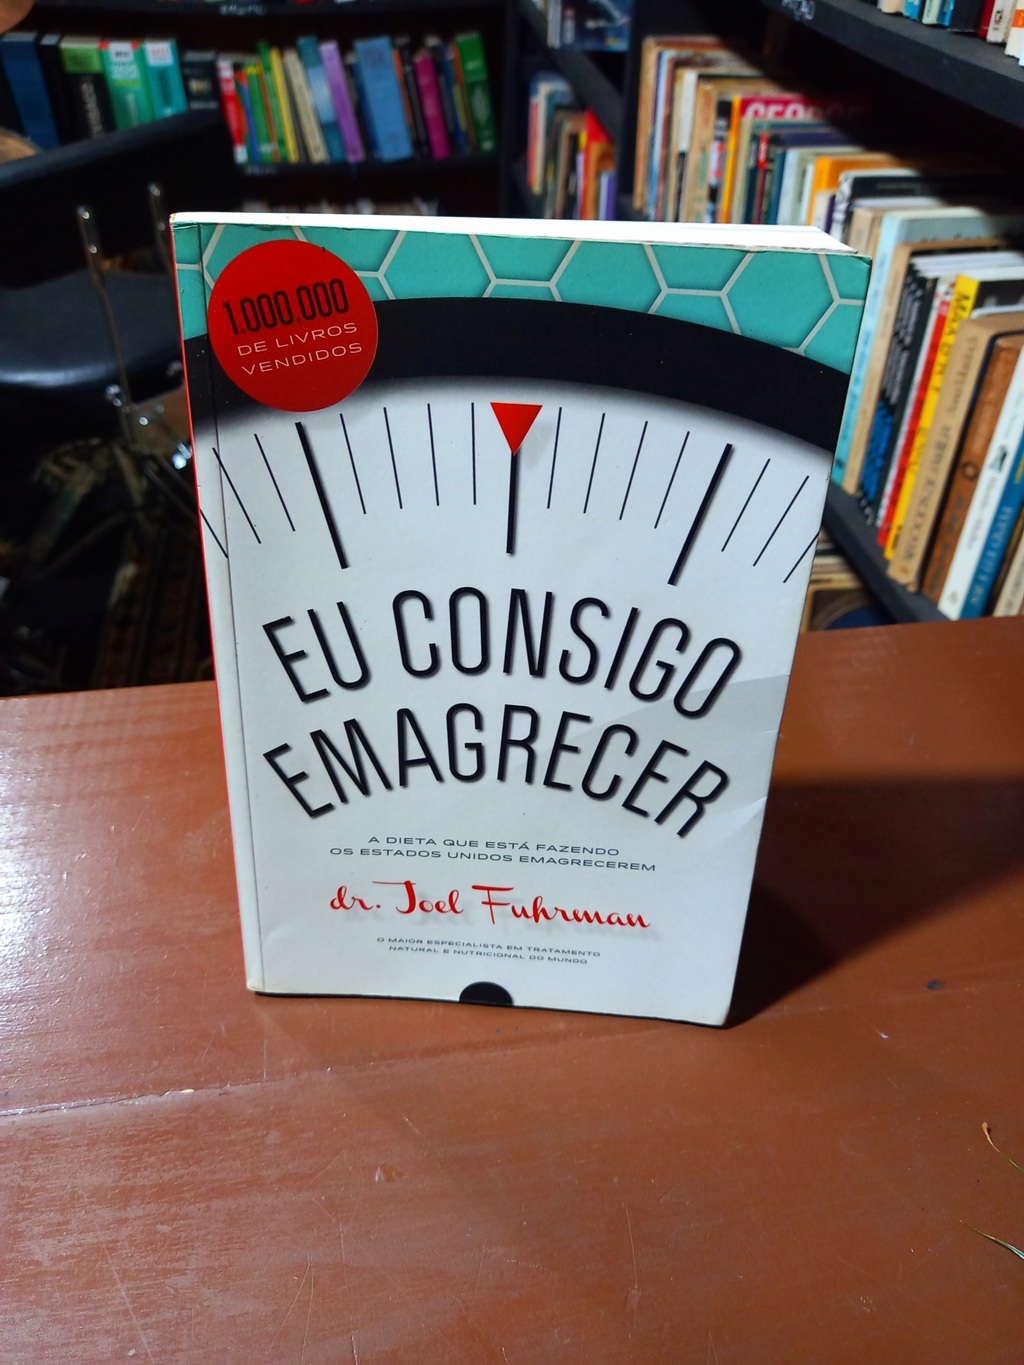 1.000.000
DE LIVROS
VENDIDOS
EU CONSIGO
EMAGRECER
A DIETA QUE ESTÁ FAZENDO
OS ESTADOS UNIDOS EMAGRECEREM
dr. Joel Fuhrman
O MAIOR ESPECIALISTA EM TRATAMENTO
NATURAL E NUTRICIONAL DO MUNDO